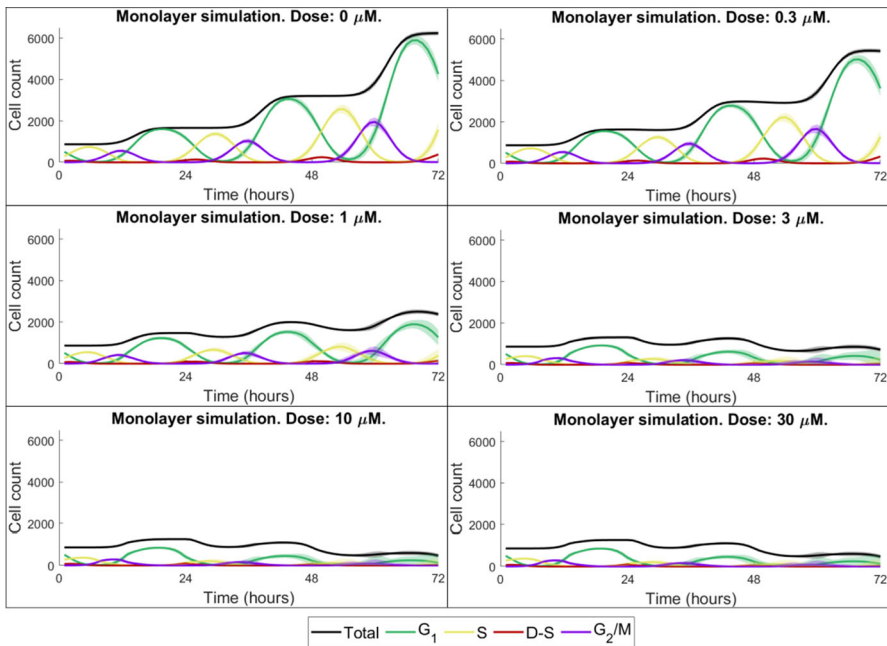 Monolayer simulation. Dose: 0 μM.
6000
4000
2000
0
Cell count
0
24
48
72
Time (hours)
Monolayer simulation. Dose: 0.3 μM.
6000
4000
2000
0
Cell count
0
24
48
72
Time (hours)
Monolayer simulation. Dose: 1 μM.
6000
4000
2000
0
Cell count
0
24
48
72
Time (hours)
Monolayer simulation. Dose: 3 μM.
6000
4000
2000
0
Cell count
0
24
48
72
Time (hours)
Monolayer simulation. Dose: 10 μM.
6000
4000
2000
0
Cell count
0
24
48
72
Time (hours)
Monolayer simulation. Dose: 30 μM.
6000
4000
2000
0
Cell count
0
24
48
72
Time (hours)
Total G₁ S D-S G₂/M